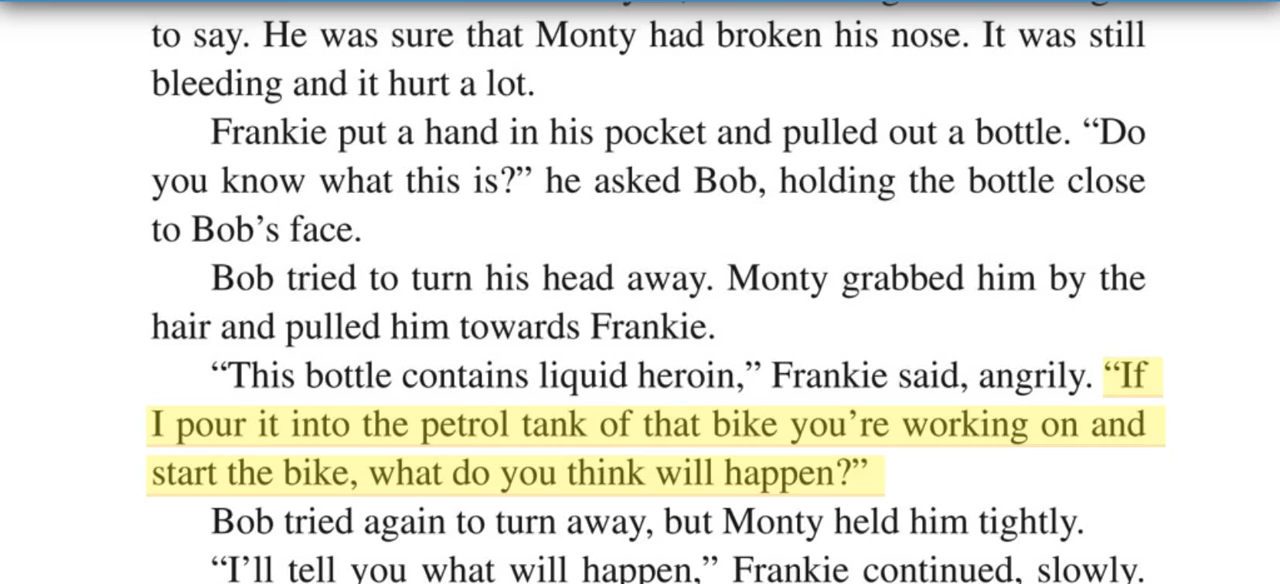 to say. He was sure that Monty had broken his nose. It was still
bleeding and it hurt a lot.
Frankie put a hand in his pocket and pulled out a bottle. “Do
you know what this is?” he asked Bob, holding the bottle close
to Bob’s face.
Bob tried to turn his head away. Monty grabbed him by the
hair and pulled him towards Frankie.
“This bottle contains liquid heroin,” Frankie said, angrily. “If
I pour it into the petrol tank of that bike you’re working on and
start the bike, what do you think will happen?”
Bob tried again to turn away, but Monty held him tightly.
“I’ll tell you what will happen,” Frankie continued, slowly.